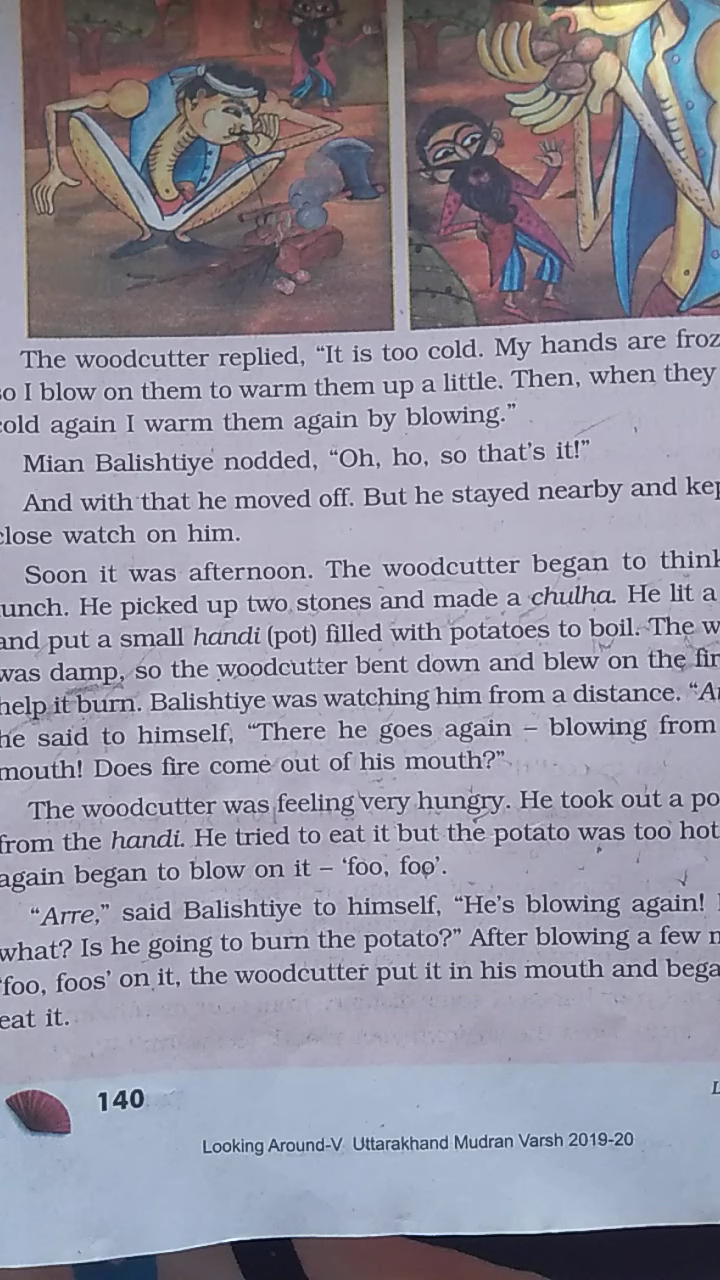 The woodcutter replied, “It is too cold. My hands are froz
so I blow on them to warm them up a little. Then, when they
cold again I warm them again by blowing.”
Mian Balishtiye nodded, “Oh, ho, so that’s it!”
And with that he moved off. But he stayed nearby and kep
close watch on him.
Soon it was afternoon. The woodcutter began to think
unch. He picked up two stones and made a chulha. He lit a
and put a small handi (pot) filled with potatoes to boil. The w
was damp, so the woodcutter bent down and blew on the fir
help it burn. Balishtiye was watching him from a distance. “Ar
he said to himself, “There he goes again – blowing from
mouth! Does fire come out of his mouth?”
The woodcutter was feeling very hungry. He took out a po
from the handi. He tried to eat it but the potato was too hot
again began to blow on it – ‘foo, foo’.
“Arre,” said Balishtiye to himself, “He’s blowing again!
what? Is he going to burn the potato?” After blowing a few m
‘foo, foos’ on it, the woodcutter put it in his mouth and bega
eat it.
140
Looking Around-V Uttarakhand Mudran Varsh 2019-20